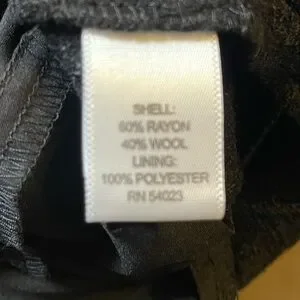 SHELL:
60% RAYON
40% WOOL
LINING:
100% POLYESTER
RN 54023